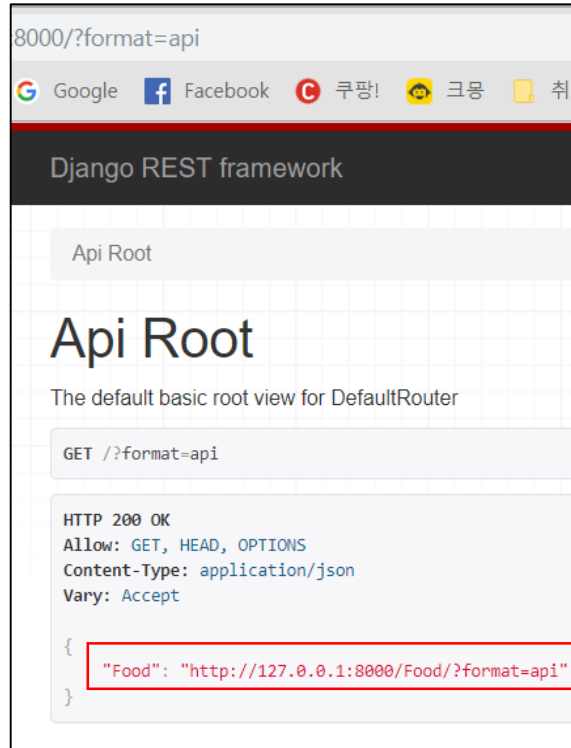 :8000/?format=api
G Google f Facebook C 쿠팡! 크몽 취
Django REST framework
Api Root
Api Root
The default basic root view for DefaultRouter
GET /?format=api
HTTP 200 OK
Allow: GET, HEAD, OPTIONS
Content-Type: application/json
Vary: Accept
{
"Food": "http://127.0.0.1:8000/Food/?format=api"
}